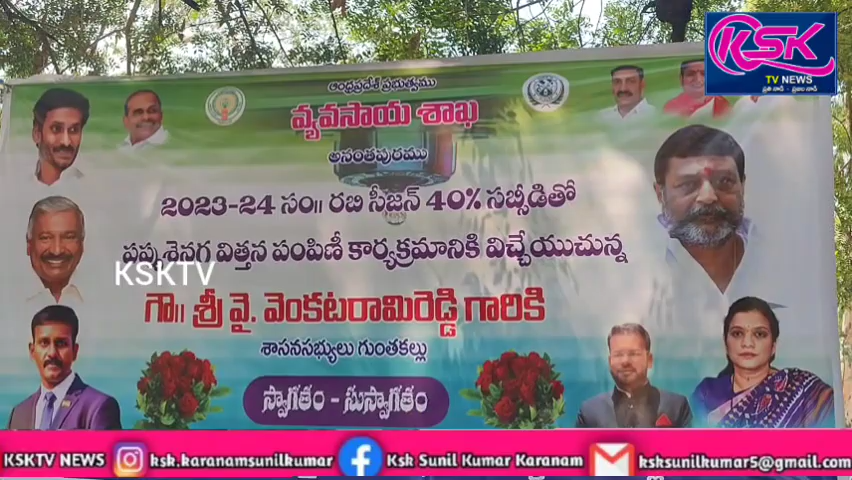 KSK
TV NEWS
ప్రతి వాడి - ప్రజల నాడి
ఆంధ్రప్రదేశ్ ప్రభుత్వము
వ్యవసాయ శాఖ
అనంతపురము
2023-24 సం॥ రబి సీజన్ 40% సబ్సీడితో
పప్పుశెనగ విత్తన పంపిణీ కార్యక్రమానికి విచ్చేయుచున్న
KSKTV
గౌ॥ శ్రీ వై. వెంకటరామిరెడ్డి గారికి
శాసనసభ్యులు గుంతకల్లు
స్వాగతం - సుస్వాగతం
KSKTV NEWS ksk.karanamsunilkumar Ksk Sunil Kumar Karanam ksksunilkumar5@gmail.com